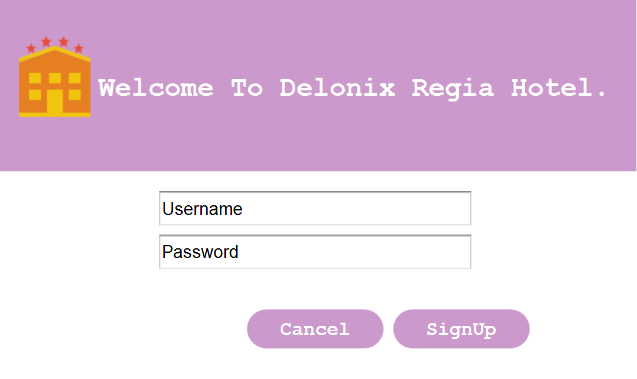 Welcome To Delonix Regia Hotel.
Username
Password
Cancel SignUp